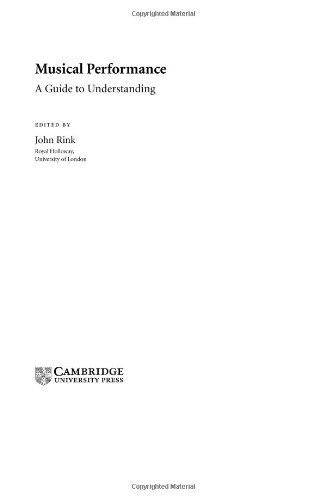 Copyrighted Material
Musical Performance
A Guide to Understanding
EDITED BY
John Rink
Royal Holloway,
University of London
CAMBRIDGE
UNIVERSITY PRESS
Copyrighted Material